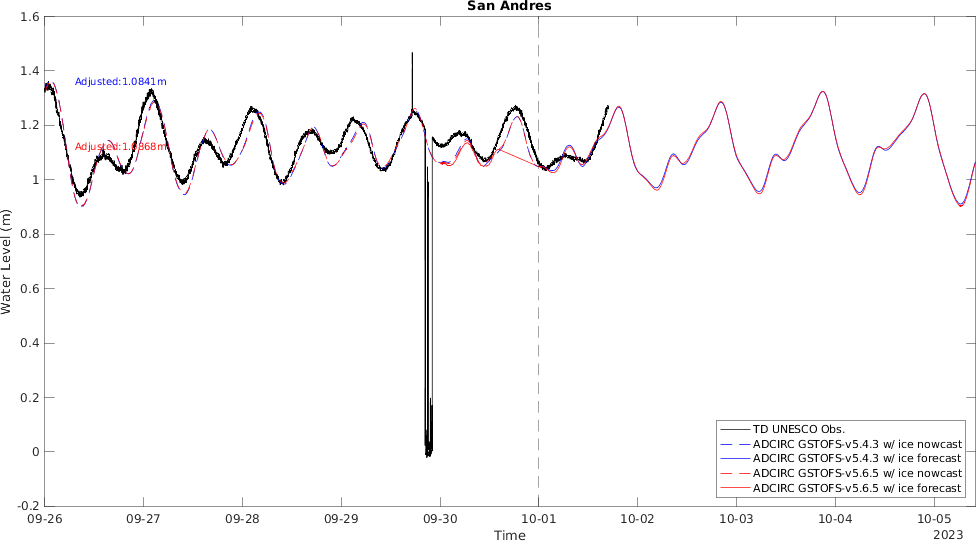 San Andres
1.6
1.4
1.2
1
0.8
0.6
0.4
0.2
0
-0.2
Water Level (m)
Adjusted:1.0841m
09-26
09-27
09-28
09-29
09-30
10-01
10-02
10-03
10-04
10-05
Time
2023
TD UNESCO Obs.
ADCIRC GSTOFS-v5.4.3 w/ ice nowcast
ADCIRC GSTOFS-v5.4.3 w/ ice forecast
ADCIRC GSTOFS-v5.6.5 w/ ice nowcast
ADCIRC GSTOFS-v5.6.5 w/ ice forecast